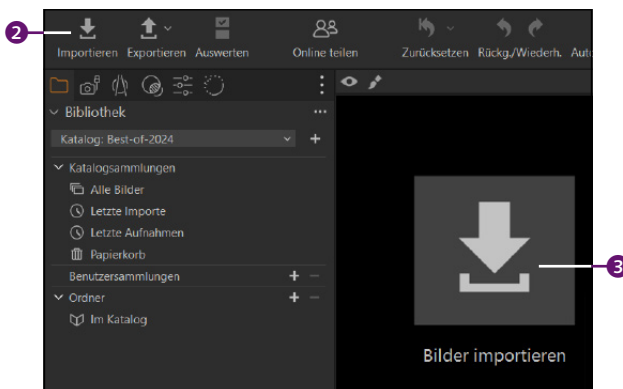 2
Importieren Exportieren Auswerten Online teilen Zurücksetzen Rückg./Wiederh. Auto
Bibliothek
Katalog: Best-of-2024
Katalogsammlungen
Alle Bilder
Letzte Importe
Letzte Aufnahmen
Papierkorb
Benutzersammlungen
Ordner
Im Katalog
3
Bilder importieren